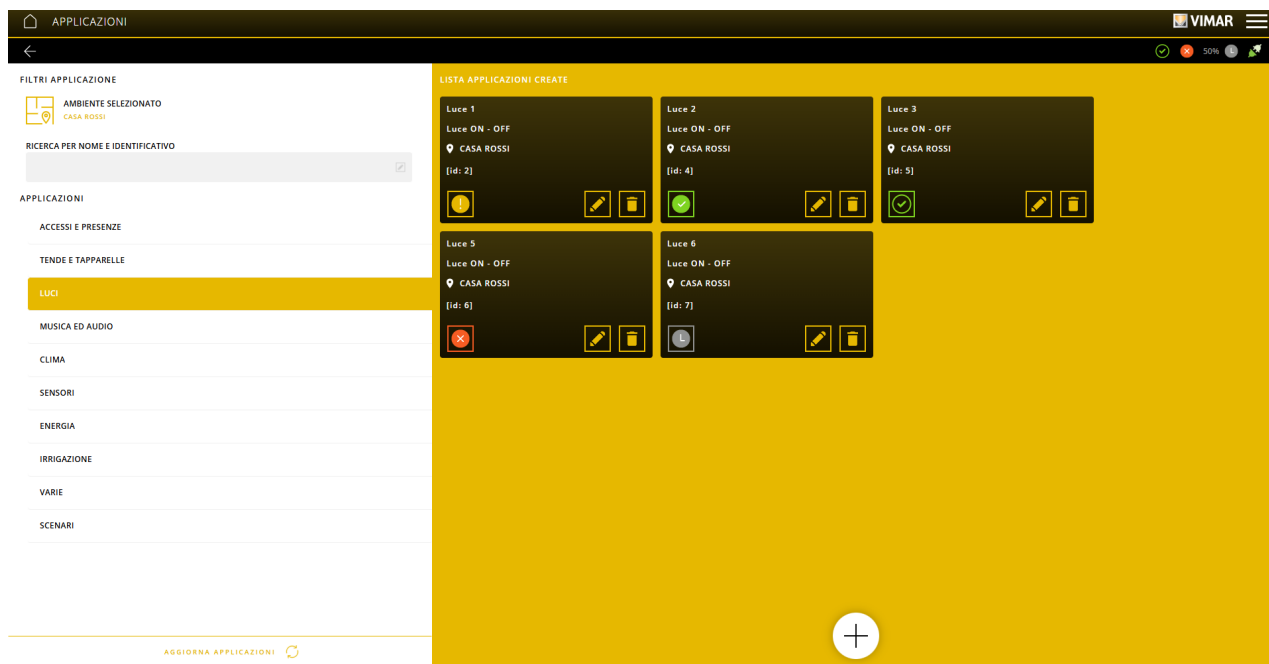 APPLICAZIONI
VIMAR
50%
L
FILTRI APPLICAZIONE
AMBIENTE SELEZIONATO
CASA ROSSI
RICERCA PER NOME E IDENTIFICATIVO
APPLICAZIONI
ACCESSI E PRESENZE
TENDE E TAPPARELLE
LUCI
MUSICA ED AUDIO
CLIMA
SENSORI
ENERGIA
IRRIGAZIONE
VARIE
SCENARI
AGGIORNA APPLICAZIONI
LISTA APPLICAZIONI CREATE
Luce 1
Luce ON - OFF
CASA ROSSI
[id: 2]
Luce 2
Luce ON - OFF
CASA ROSSI
[id: 4]
Luce 3
Luce ON - OFF
CASA ROSSI
[id: 5]
Luce 5
Luce ON - OFF
CASA ROSSI
[id: 6]
Luce 6
Luce ON - OFF
CASA ROSSI
[id: 7]
L